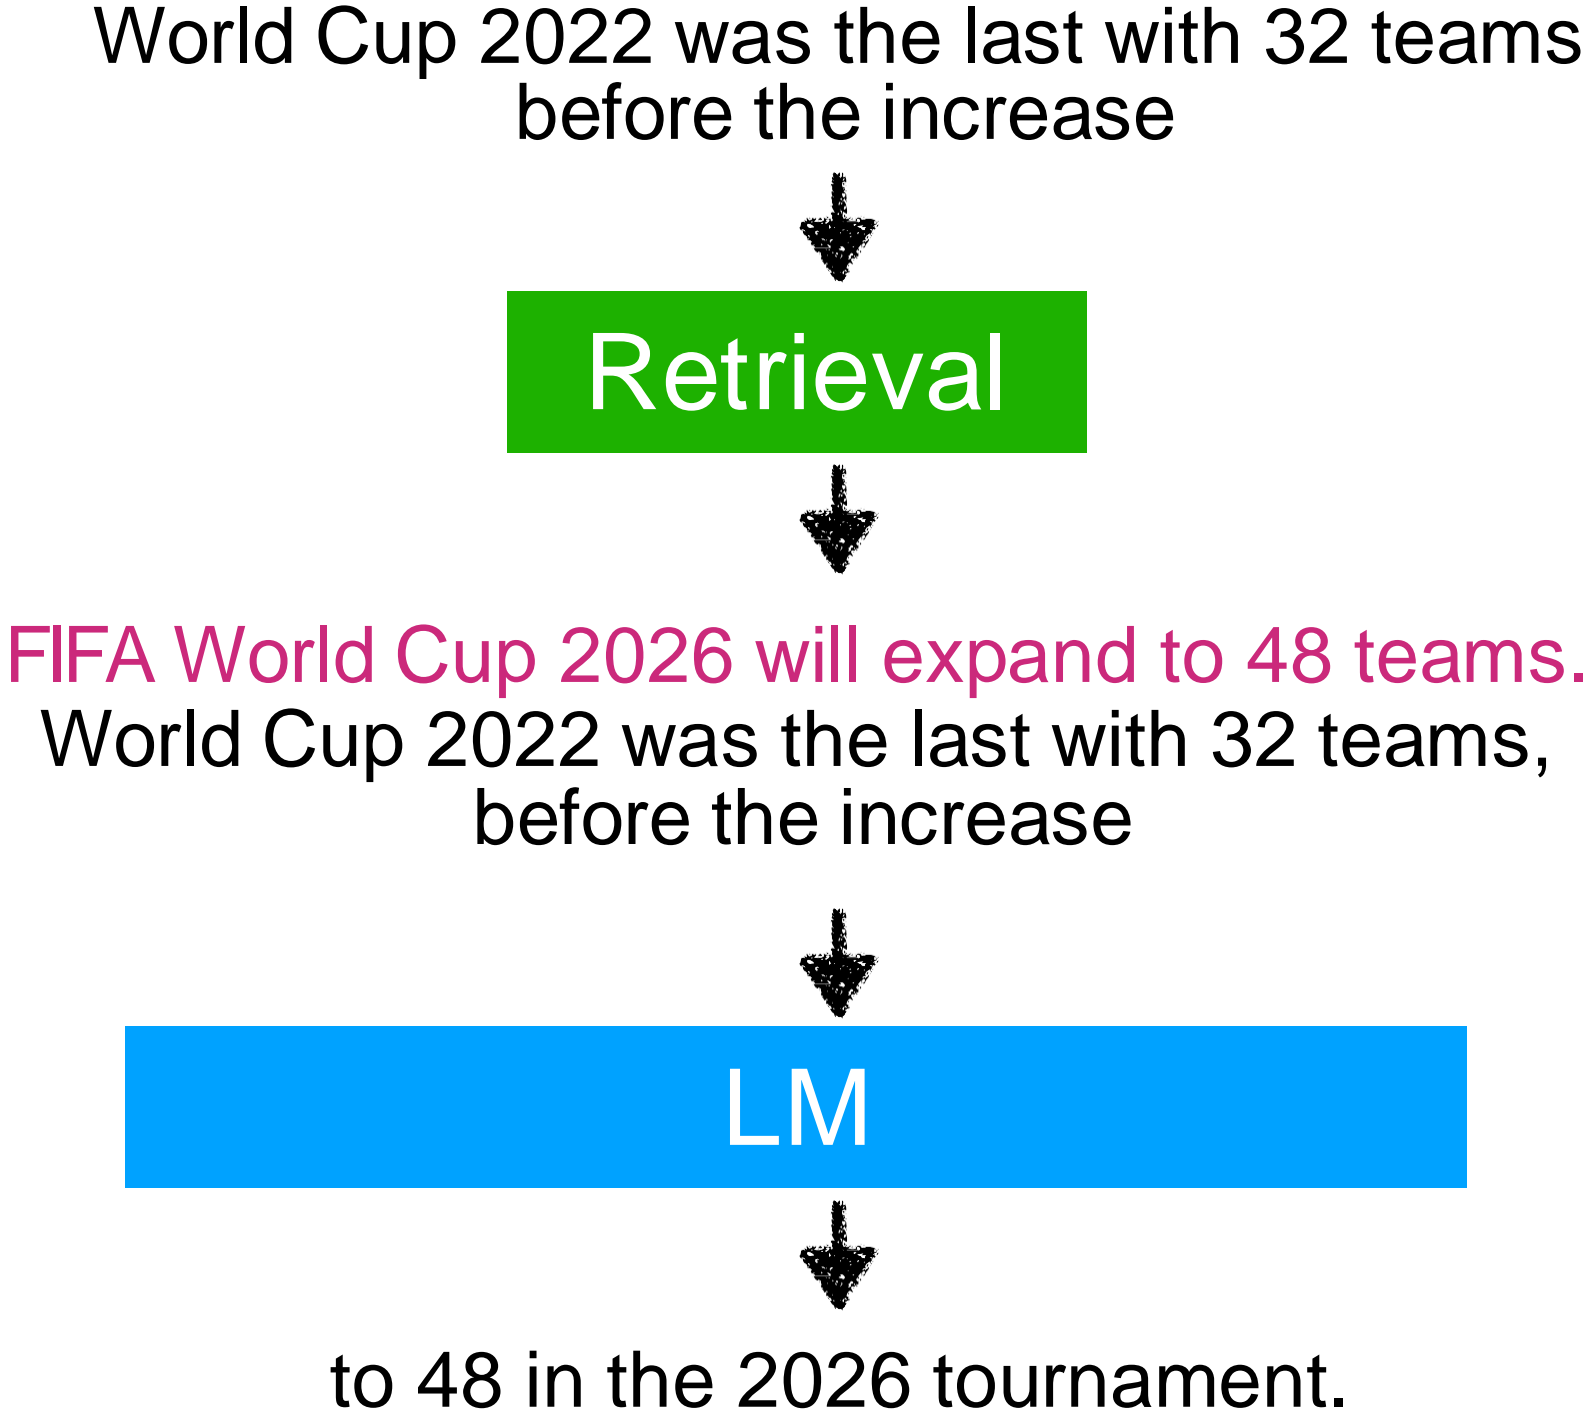 World Cup 2022 was the last with 32 teams
before the increase
Retrieval
FIFA World Cup 2026 will expand to 48 teams.
World Cup 2022 was the last with 32 teams,
before the increase
LM
to 48 in the 2026 tournament.